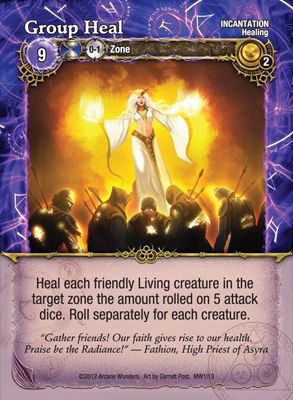 Group Heal
INCANTATION
Healing
9
0-1
Zone
2
Heal each friendly Living creature in the
target zone the amount rolled on 5 attack
dice. Roll separately for each creature.
"Gather friends! Our faith gives rise to our health.
Praise be the Radiance!" — Fathion, High Priest of Asyra
©2012 Arcane Wonders. Art by Garrett Post. MW1I13